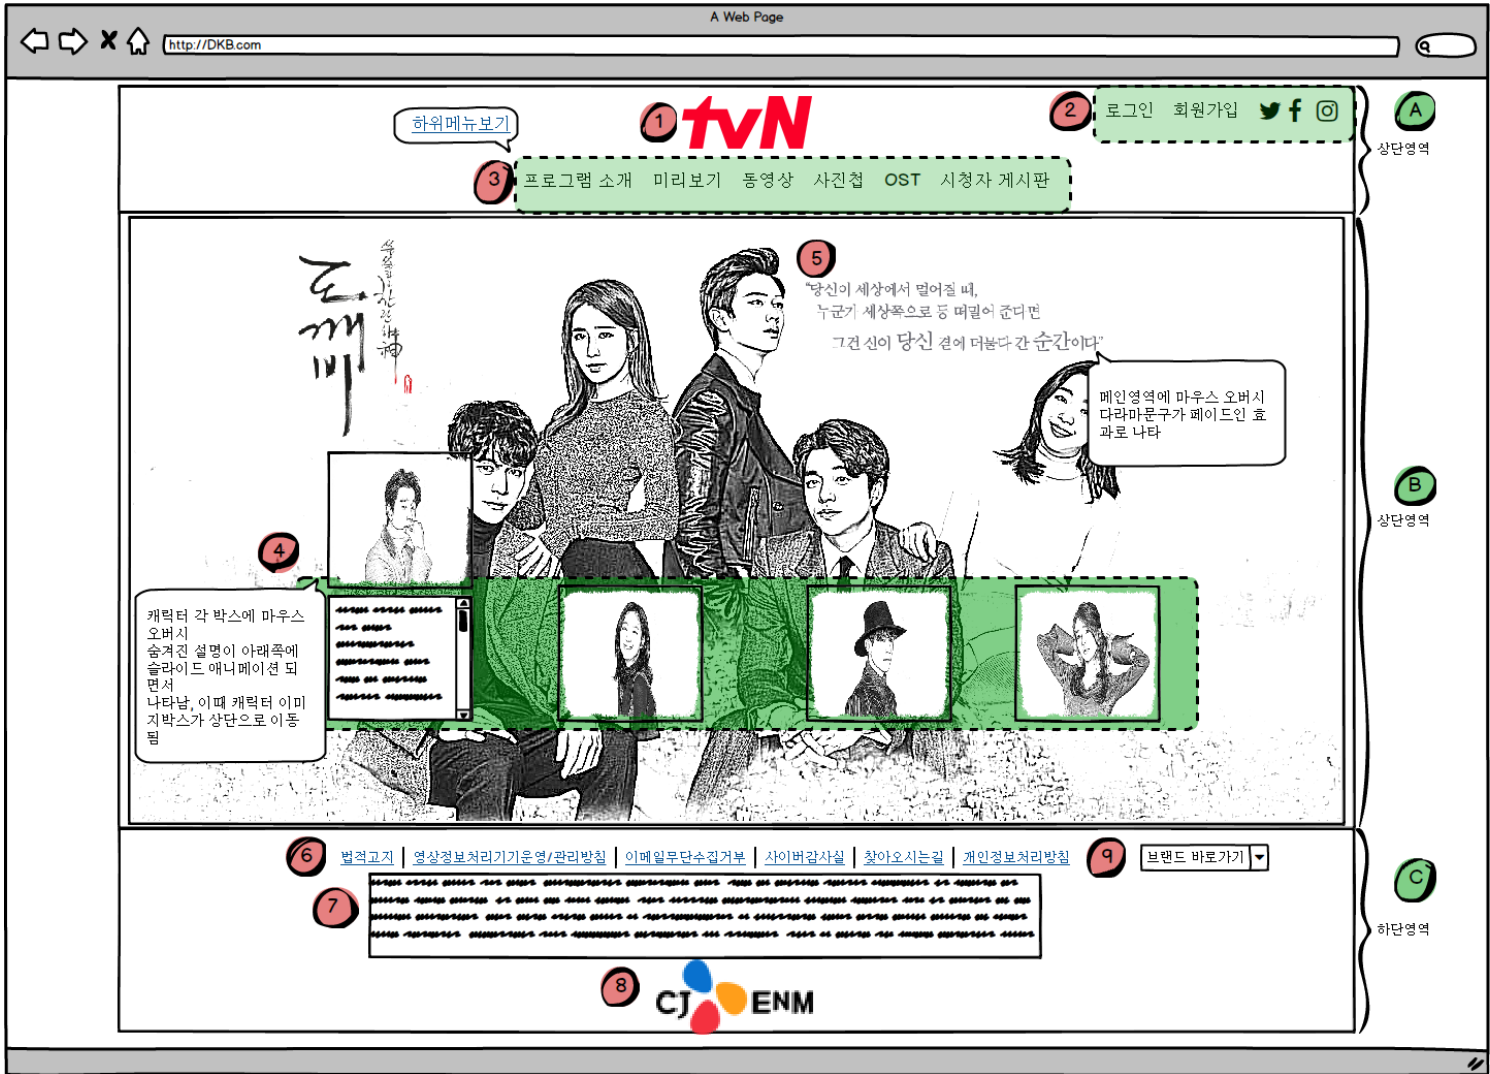 A Web Page
http://DKB.com
하위메뉴보기
1
tvN
2
로그인 회원가입
A
상단영역
3
프로그램 소개 미리보기 동영상 사진첩 OST 시청자 게시판
도깨비
5
"당신이 세상에서 멀어질 때,
누군가 세상쪽으로 등 떠밀어 준다면
그건 신이 당신 곁에 머물다 간 순간이다"
메인영역에 마우스 오버시
다라마문구가 페이드인 효
과로 나타
B
상단영역
4
캐릭터 각 박스에 마우스
오버시
숨겨진 설명이 아래쪽에
슬라이드 애니메이션 되
면서
나타남, 이때 캐릭터 이미
지박스가 상단으로 이동
됨
6
법적고지 | 영상정보처리기기운영/관리방침 | 이메일무단수집거부 | 사이버감사실 | 찾아오시는길 | 개인정보처리방침
9
브랜드 바로가기
C
하단영역
7
8
CJ ENM